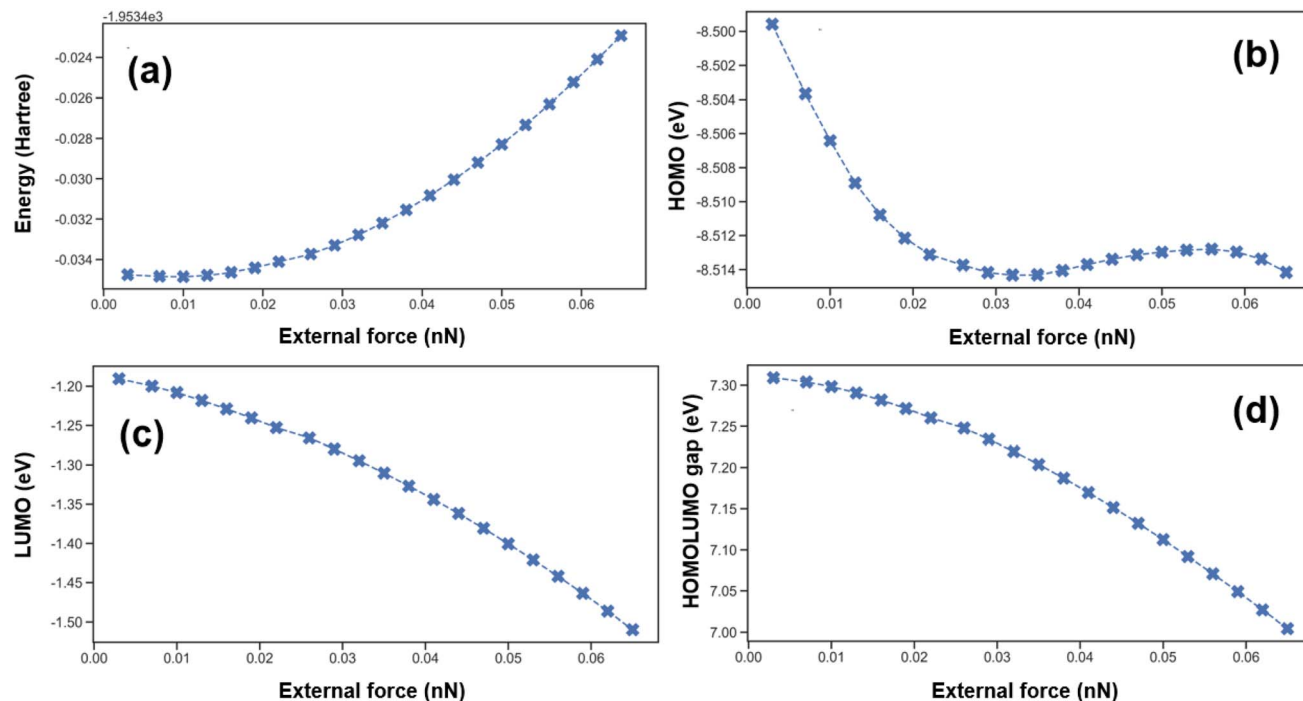 -1.9534e3
(a)
Energy (Hartree)
-0.024
-0.026
-0.028
-0.030
-0.032
-0.034
0.00 0.01 0.02 0.03 0.04 0.05 0.06
External force (nN)
(b)
HOMO (eV)
-8.500
-8.502
-8.504
-8.506
-8.508
-8.510
-8.512
-8.514
0.00 0.01 0.02 0.03 0.04 0.05 0.06
External force (nN)
(c)
LUMO (eV)
-1.20
-1.25
-1.30
-1.35
-1.40
-1.45
-1.50
0.00 0.01 0.02 0.03 0.04 0.05 0.06
External force (nN)
(d)
HOMOLUMO gap (eV)
7.30
7.25
7.20
7.15
7.10
7.05
7.00
0.00 0.01 0.02 0.03 0.04 0.05 0.06
External force (nN)